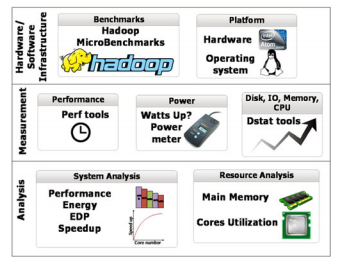 Hardware/
Software
Infrastructure
Benchmarks
Hadoop
MicroBenchmarks
hadoop
Platform
Hardware
intel
Atom
Operating
system
Measurement
Performance
Perf tools
Power
Watts Up?
Power
meter
Disk, IO, Memory,
CPU
Dstat tools
Analysis
System Analysis
Performance
Energy
EDP
Speedup
Speed up
Core number
Resource Analysis
Main Memory
Cores Utilization